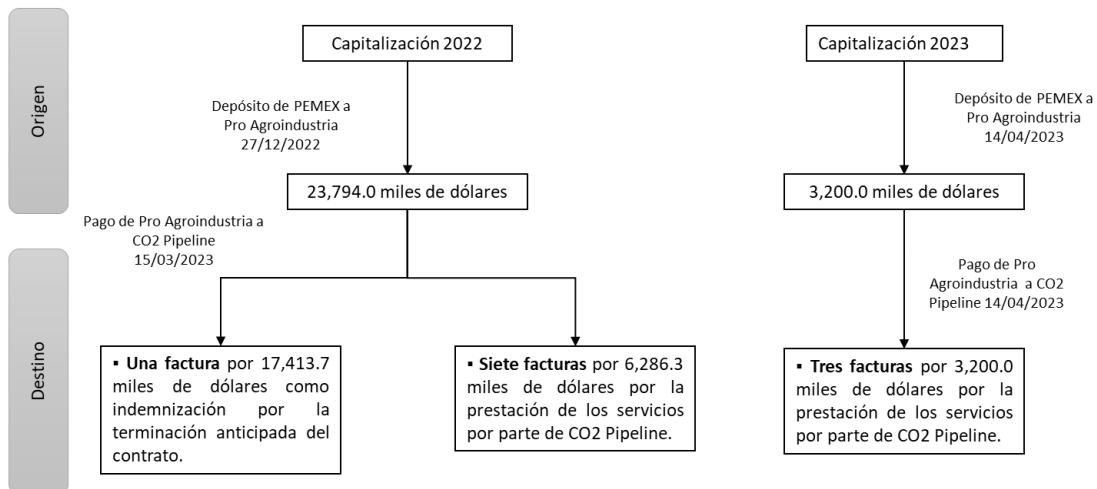 Origen
Capitalización 2022
Capitalización 2023
Depósito de PEMEX a
Pro Agroindustria
27/12/2022
Depósito de PEMEX a
Pro Agroindustria
14/04/2023
23,794.0 miles de dólares
3,200.0 miles de dólares
Destino
Pago de Pro Agroindustria a
CO2 Pipeline
15/03/2023
Pago de Pro
Agroindustria a CO2
Pipeline 14/04/2023
▪ Una factura por 17,413.7
miles de dólares como
indemnización por la
terminación anticipada del
contrato.
▪ Siete facturas por 6,286.3
miles de dólares por la
prestación de los servicios
por parte de CO2 Pipeline.
▪ Tres facturas por 3,200.0
miles de dólares por la
prestación de los servicios
por parte de CO2 Pipeline.